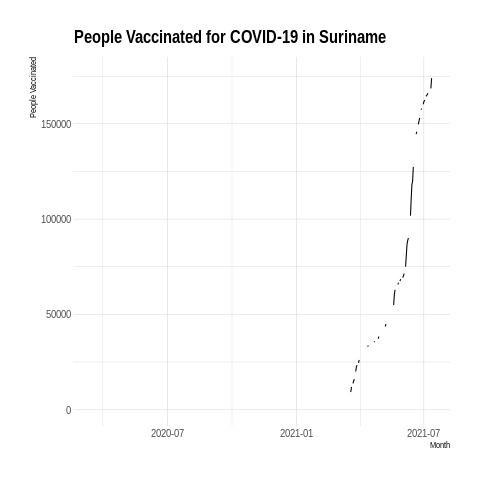 People Vaccinated for COVID-19 in Suriname
People Vaccinated
150000
100000
50000
0
2020-07
2021-01
2021-07
Month